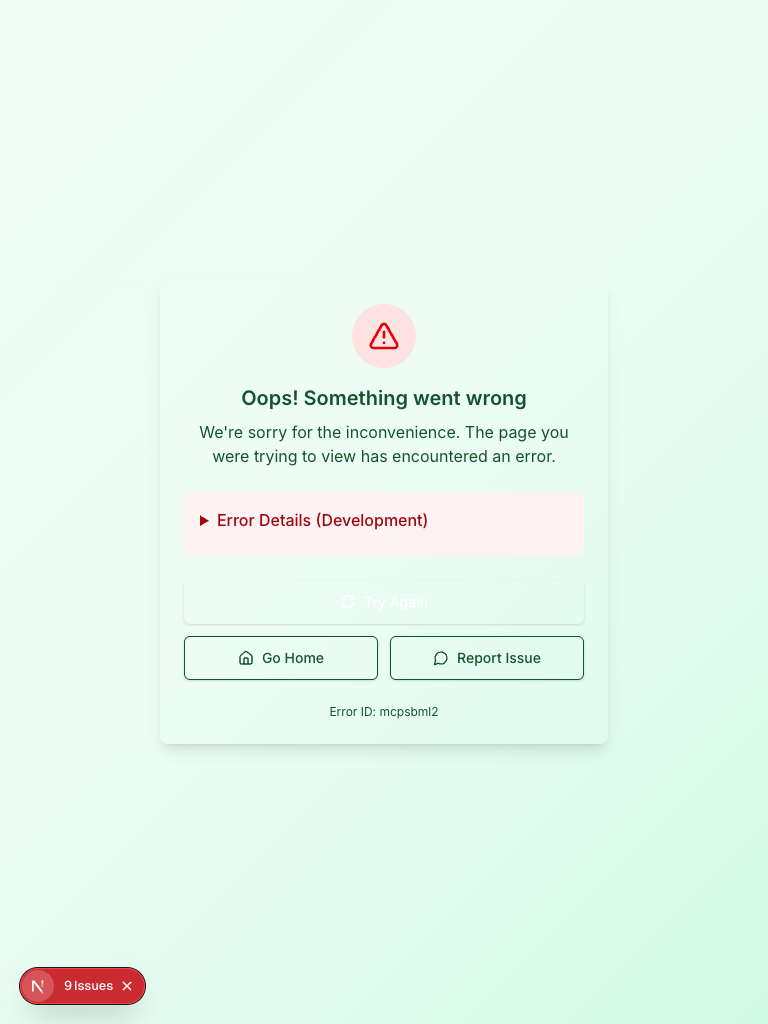 Oops! Something went wrong
We're sorry for the inconvenience. The page you
were trying to view has encountered an error.
Error Details (Development)
Try Again
Go Home
Report Issue
Error ID: mcpsbml2
N 9 Issues